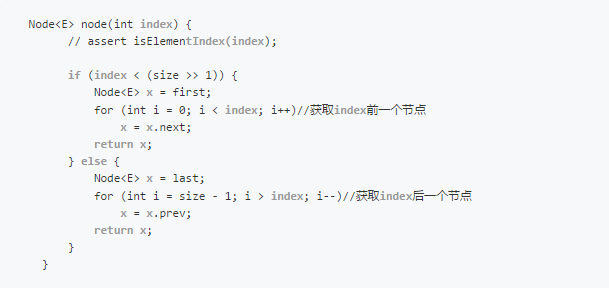 Node<E> node(int index) {
// assert isElementIndex(index);
if (index < (size >> 1)) {
Node<E> x = first;
for (int i = 0; i < index; i++)//获取index前一个节点
x = x.next;
return x;
} else {
Node<E> x = last;
for (int i = size - 1; i > index; i--)//获取index后一个节点
x = x.prev;
return x;
}
}